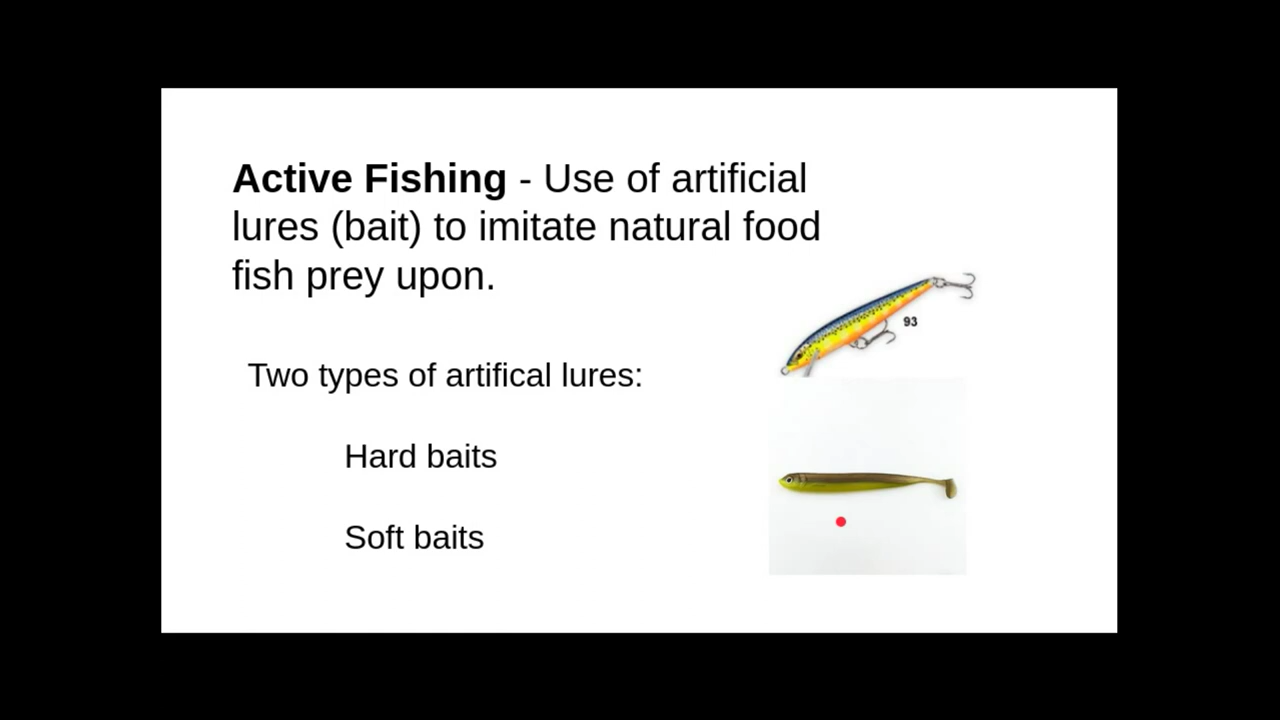 Active Fishing - Use of artificial
lures (bait) to imitate natural food
fish prey upon.
93
Two types of artifical lures:
Hard baits
Soft baits